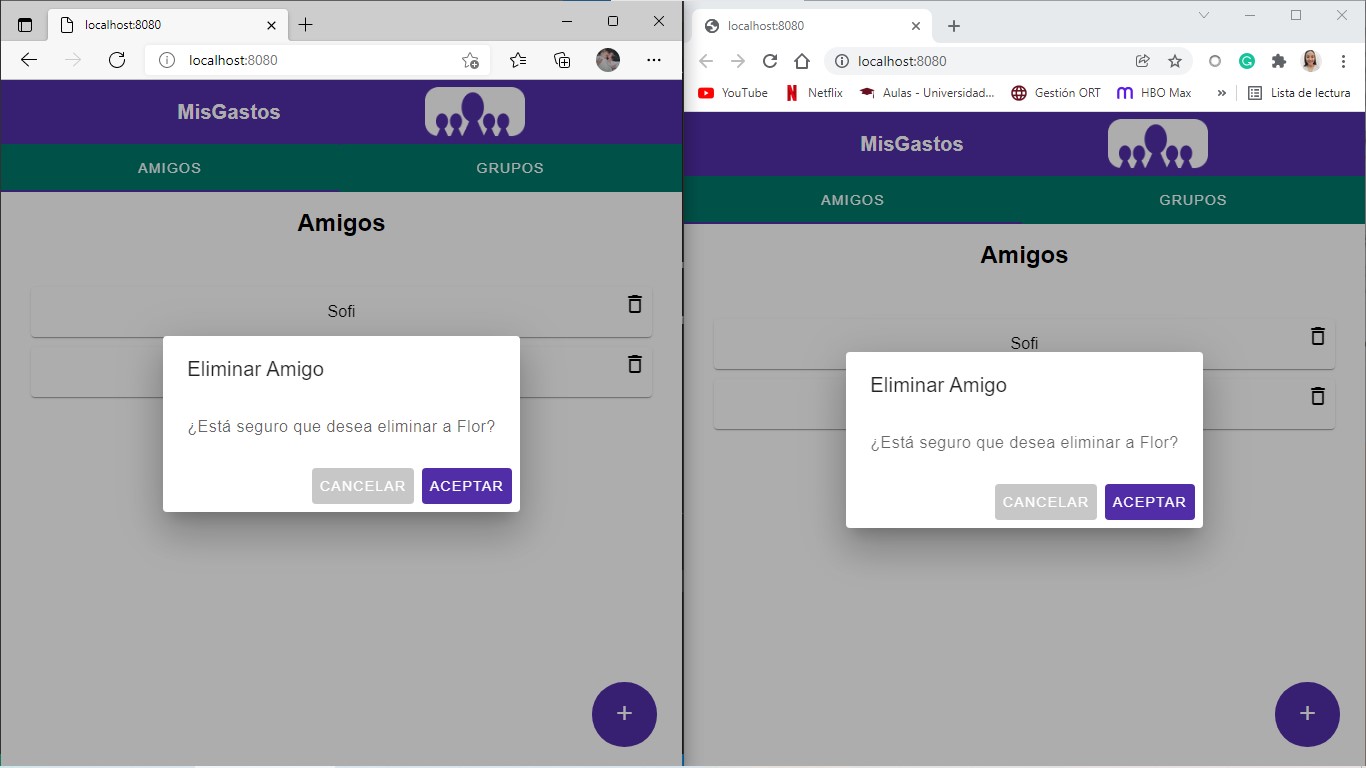 localhost:8080
localhost:8080
MisGastos
AMIGOS GRUPOS
Amigos
Sofi
Eliminar Amigo
¿Está seguro que desea eliminar a Flor?
CANCELAR ACEPTAR
+
localhost:8080
localhost:8080
YouTube Netflix Aulas - Universidad... Gestión ORT HBO Max » Lista de lectura
MisGastos
AMIGOS GRUPOS
Amigos
Sofi
Eliminar Amigo
¿Está seguro que desea eliminar a Flor?
CANCELAR ACEPTAR
+